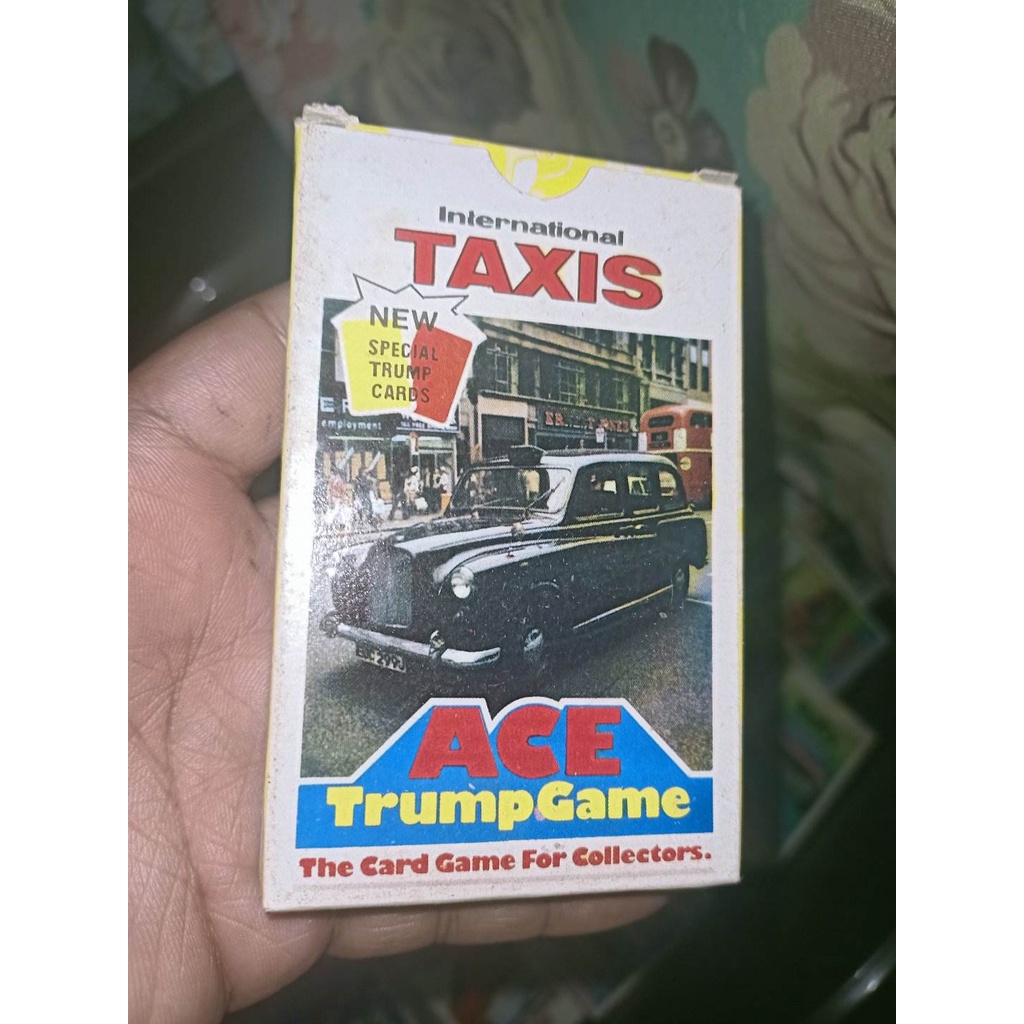 International
TAXIS
NEW
SPECIAL
TRUMP
CARDS
employment
ACE
TrumpGame
The Card Game For Collectors.